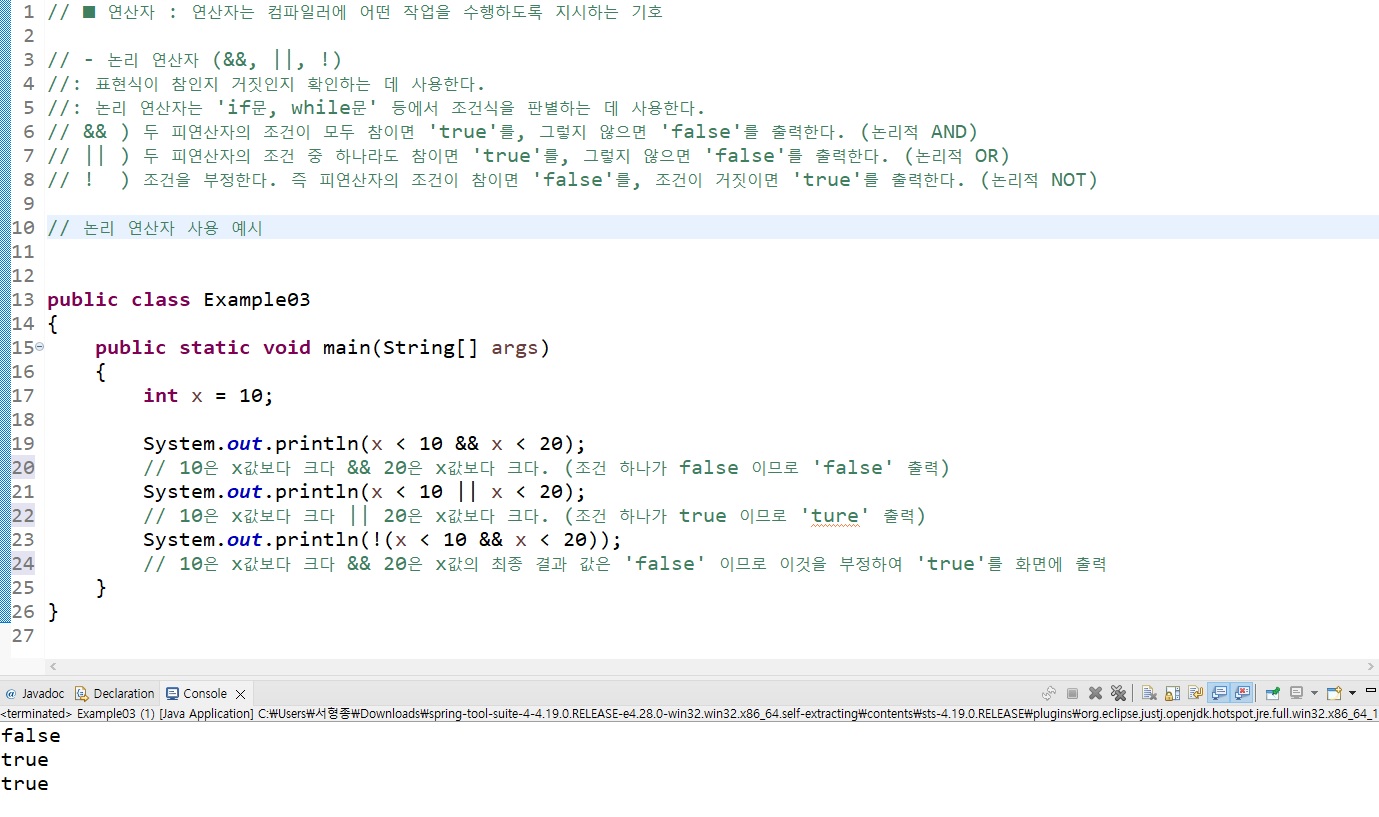 1 // ■ 연산자 : 연산자는 컴파일러에 어떤 작업을 수행하도록 지시하는 기호
2
3 // - 논리 연산자 (&&, ||, !)
4 //: 표현식이 참인지 거짓인지 확인하는 데 사용한다.
5 //: 논리 연산자는 'if문, while문' 등에서 조건식을 판별하는 데 사용한다.
6 // && ) 두 피연산자의 조건이 모두 참이면 'true'를, 그렇지 않으면 'false'를 출력한다. (논리적 AND)
7 // || ) 두 피연산자의 조건 중 하나라도 참이면 'true'를, 그렇지 않으면 'false'를 출력한다. (논리적 OR)
8 // !  ) 조건을 부정한다. 즉 피연산자의 조건이 참이면 'false'를, 조건이 거짓이면 'true'를 출력한다. (논리적 NOT)
9
10 // 논리 연산자 사용 예시
11
12
13 public class Example03
14 {
15     public static void main(String[] args)
16     {
17         int x = 10;
18
19         System.out.println(x < 10 && x < 20);
20         // 10은 x값보다 크다 && 20은 x값보다 크다. (조건 하나가 false 이므로 'false' 출력)
21         System.out.println(x < 10 || x < 20);
22         // 10은 x값보다 크다 || 20은 x값보다 크다. (조건 하나가 true 이므로 'ture' 출력)
23         System.out.println(!(x < 10 && x < 20));
24         // 10은 x값보다 크다 && 20은 x값의 최종 결과 값은 'false' 이므로 이것을 부정하여 'true'를 화면에 출력
25     }
26 }
27
@ Javadoc Declaration Console
<terminated> Example03 (1) [Java Application] C:₩Users₩서형종₩Downloads₩spring-tool-suite-4-4.19.0.RELEASE-e4.28.0-win32.win32.x86_64.self-extracting₩contents₩sts-4.19.0.RELEASE₩plugins₩org.eclipse.justj.openjdk.hotspot.jre.full.win32.x86_64_1
false
true
true